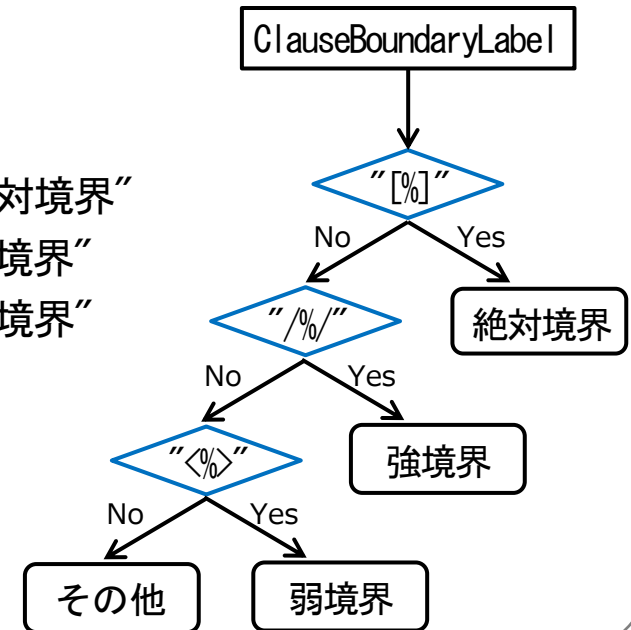 ClauseBoundaryLabel
対境界"
境界"
境界"
"[%]"
No
Yes
"/%/"
絶対境界
No
Yes
"<%>"
強境界
No
Yes
その他
弱境界